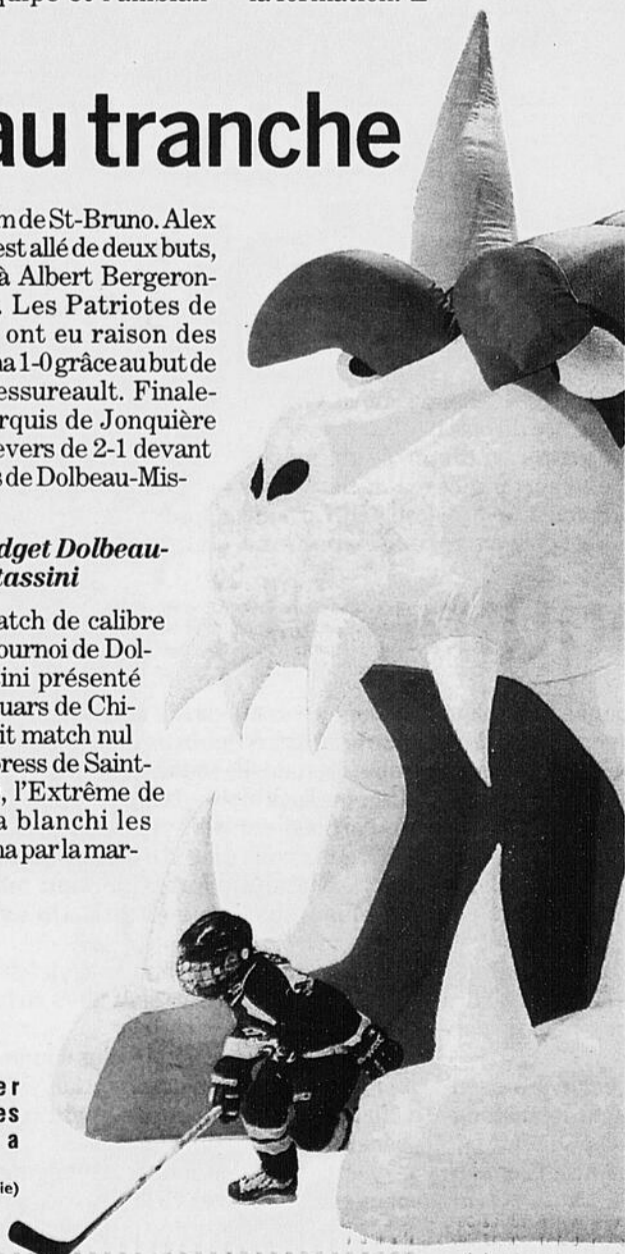 au tranche
m de St-Bruno. Alex
est allé de deux buts,
à Albert Bergeron-
. Les Patriotes de
ont eu raison des
na 1-0 grâce au but de
essureault. Finale-
rquis de Jonquière
evers de 2-1 devant
s de Dolbeau-Mis-
dget Dolbeau-
tassini
atch de calibre
ournoi de Dol-
ini présenté
uars de Chi-
it match nul
press de Saint-
, l'Extrême de
a blanchi les
na par la mar-
er
es
a
ie)